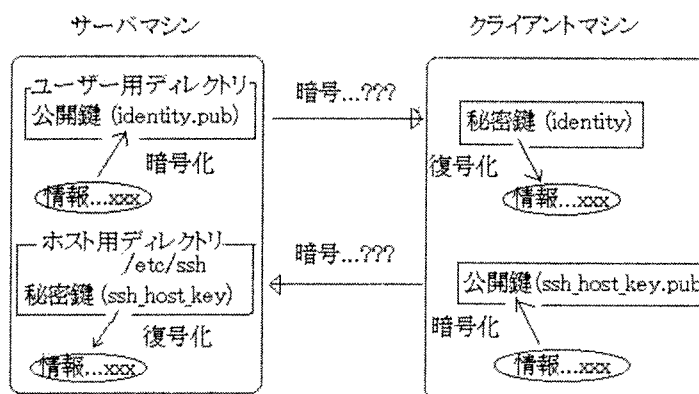 サーバマシン
クライアントマシン
ユーザー用ディレクトリ
公開鍵 (identity.pub)
暗号化
情報...xxx
ホスト用ディレクトリ
/etc/ssh
秘密鍵 (ssh_host_key)
復号化
情報...xxx
暗号...???
暗号...???
秘密鍵 (identity)
復号化
情報...xxx
公開鍵(ssh_host_key.pub
暗号化
情報...xxx